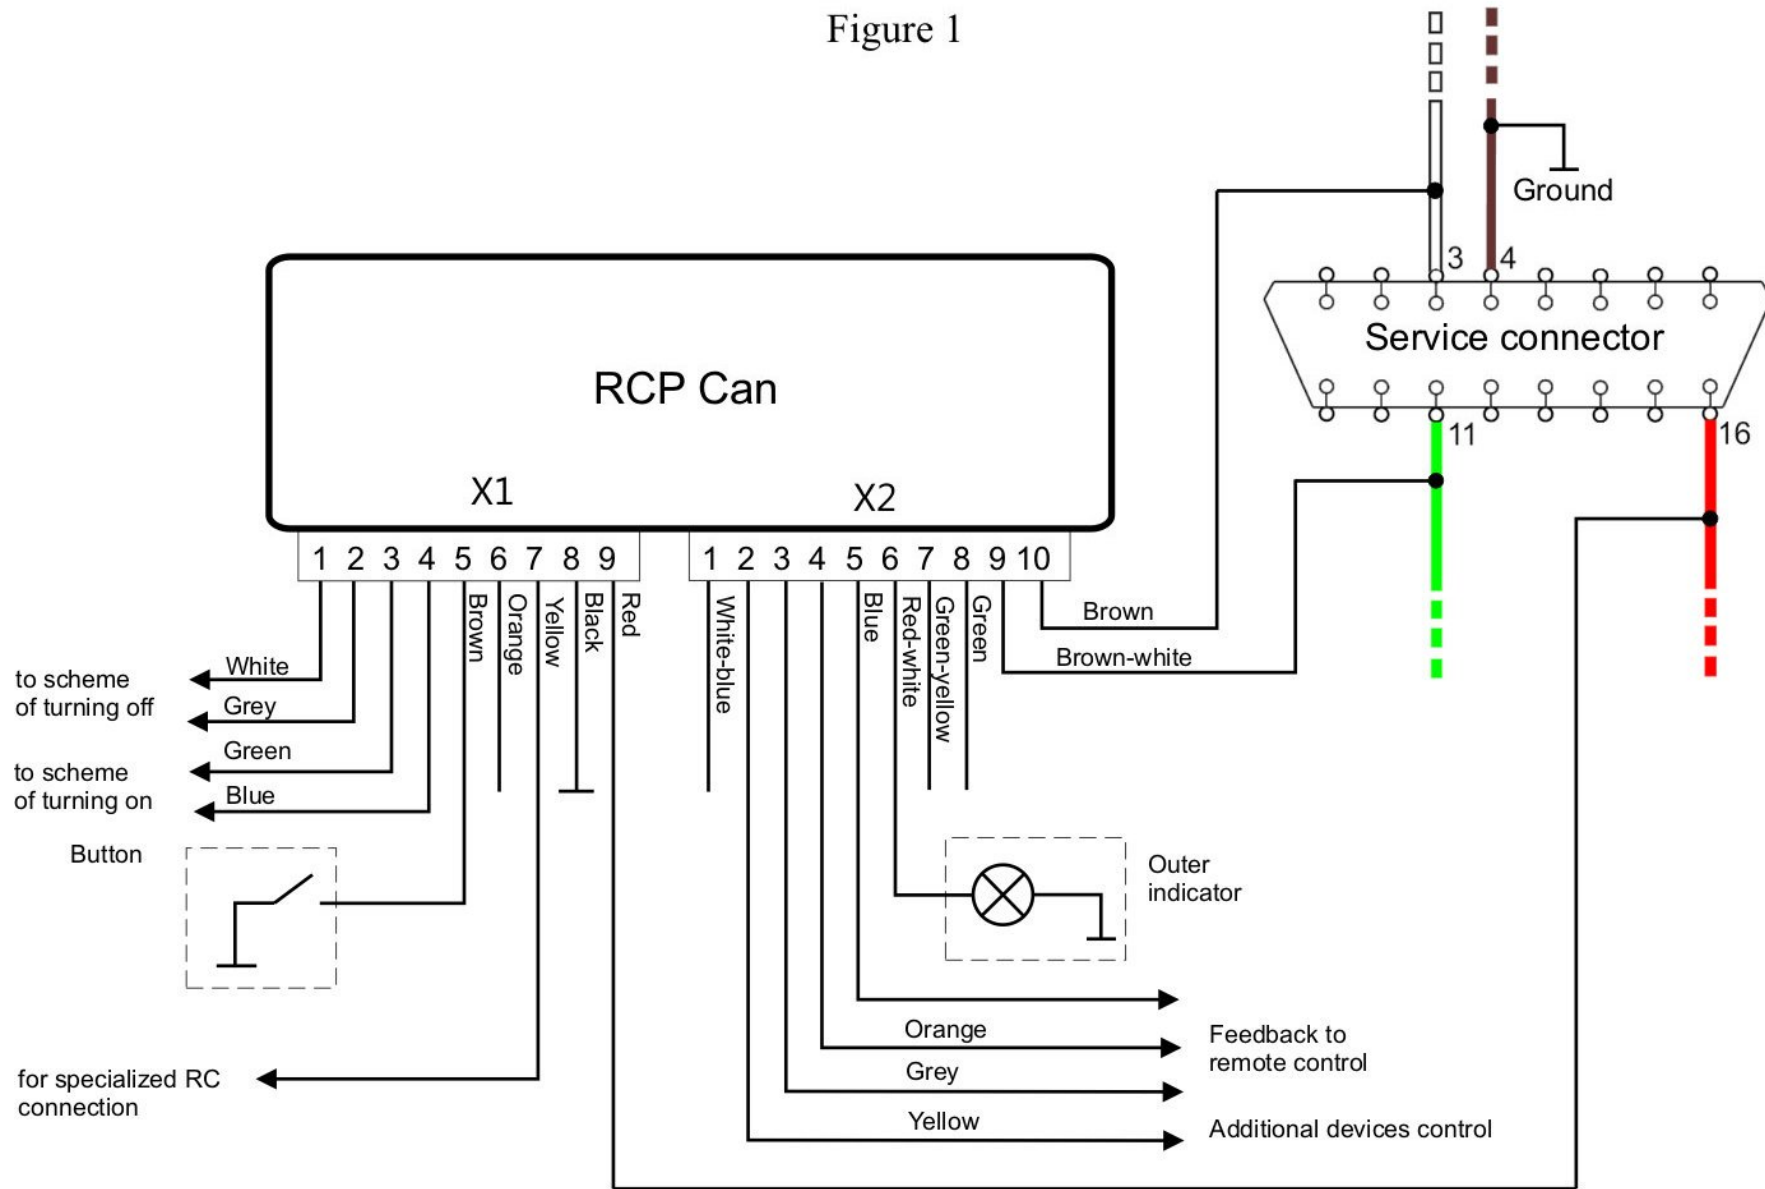 Figure 1
Ground
3
4
Service connector
11
16
RCP Can
X1
X2
1 2 3 4 5 6 7 8 9
1 2 3 4 5 6 7 8 9 10
Brown
Orange
Yellow
Black
Red
White-blue
Blue
Red-white
Green-yellow
Green
Brown
Brown-white
to scheme
of turning off
White
Grey
to scheme
of turning on
Green
Blue
Button
Outer
indicator
Orange
Grey
Feedback to
remote control
Yellow
Additional devices control
for specialized RC
connection